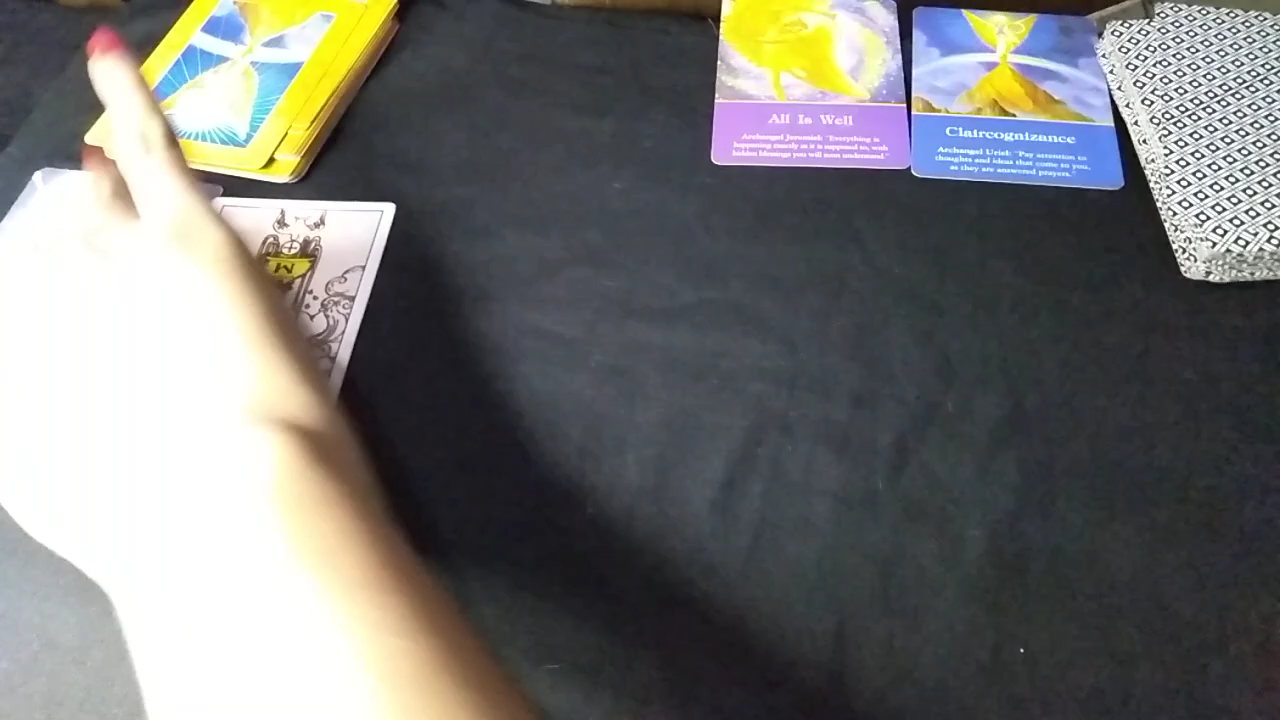 All Is Well
Archangel Jeremiel: "Everything is
happening exactly as it is supposed to, with
hidden blessings you will soon understand."
Claircognizance
Archangel Uriel: "Pay attention to
thoughts and ideas that come to you,
as they are answered prayers."
M